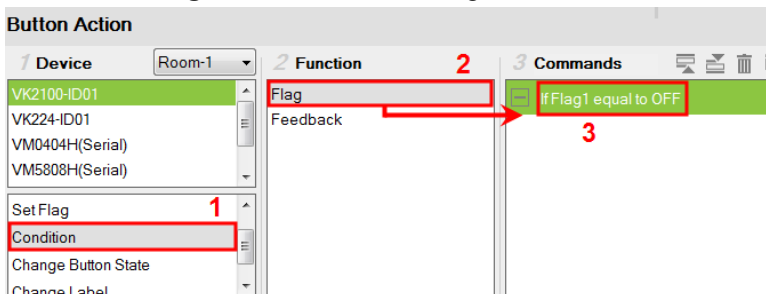 Button Action
1 Device Room-1 2 Function 2 3 Commands
VK2100-ID01
VK224-ID01
VM0404H(Serial)
VM5808H(Serial)
Set Flag 1
Condition
Change Button State
Change Label
Flag
Feedback
If Flag1 equal to OFF
3